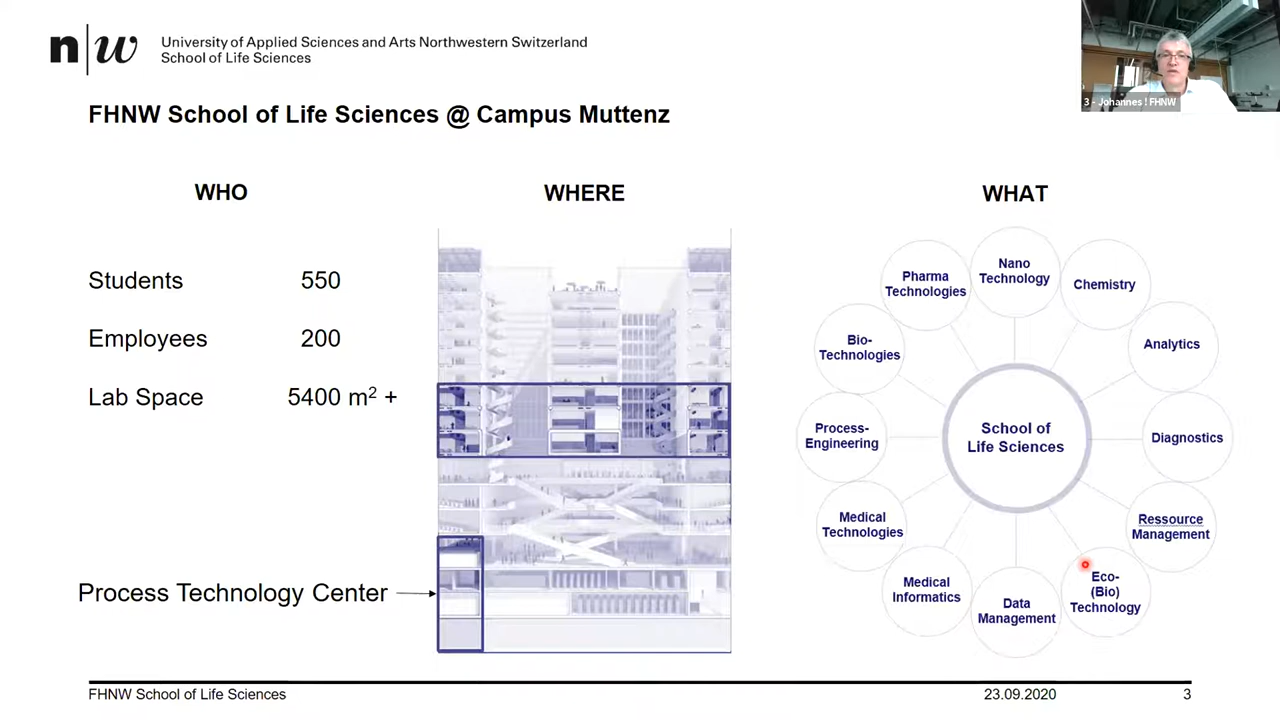 n|w
University of Applied Sciences and Arts Northwestern Switzerland
School of Life Sciences
3 - Johannes ! FHNW
FHNW School of Life Sciences @ Campus Muttenz
WHO
Students 550
Employees 200
Lab Space 5400 m² +
Process Technology Center
WHERE
WHAT
Nano
Technology
Chemistry
Analytics
Diagnostics
Ressource
Management
Eco-
(Bio)
Technology
Data
Management
Medical
Informatics
Medical
Technologies
Process-
Engineering
Bio-
Technologies
Pharma
Technologies
School of
Life Sciences
FHNW School of Life Sciences
23.09.2020
3